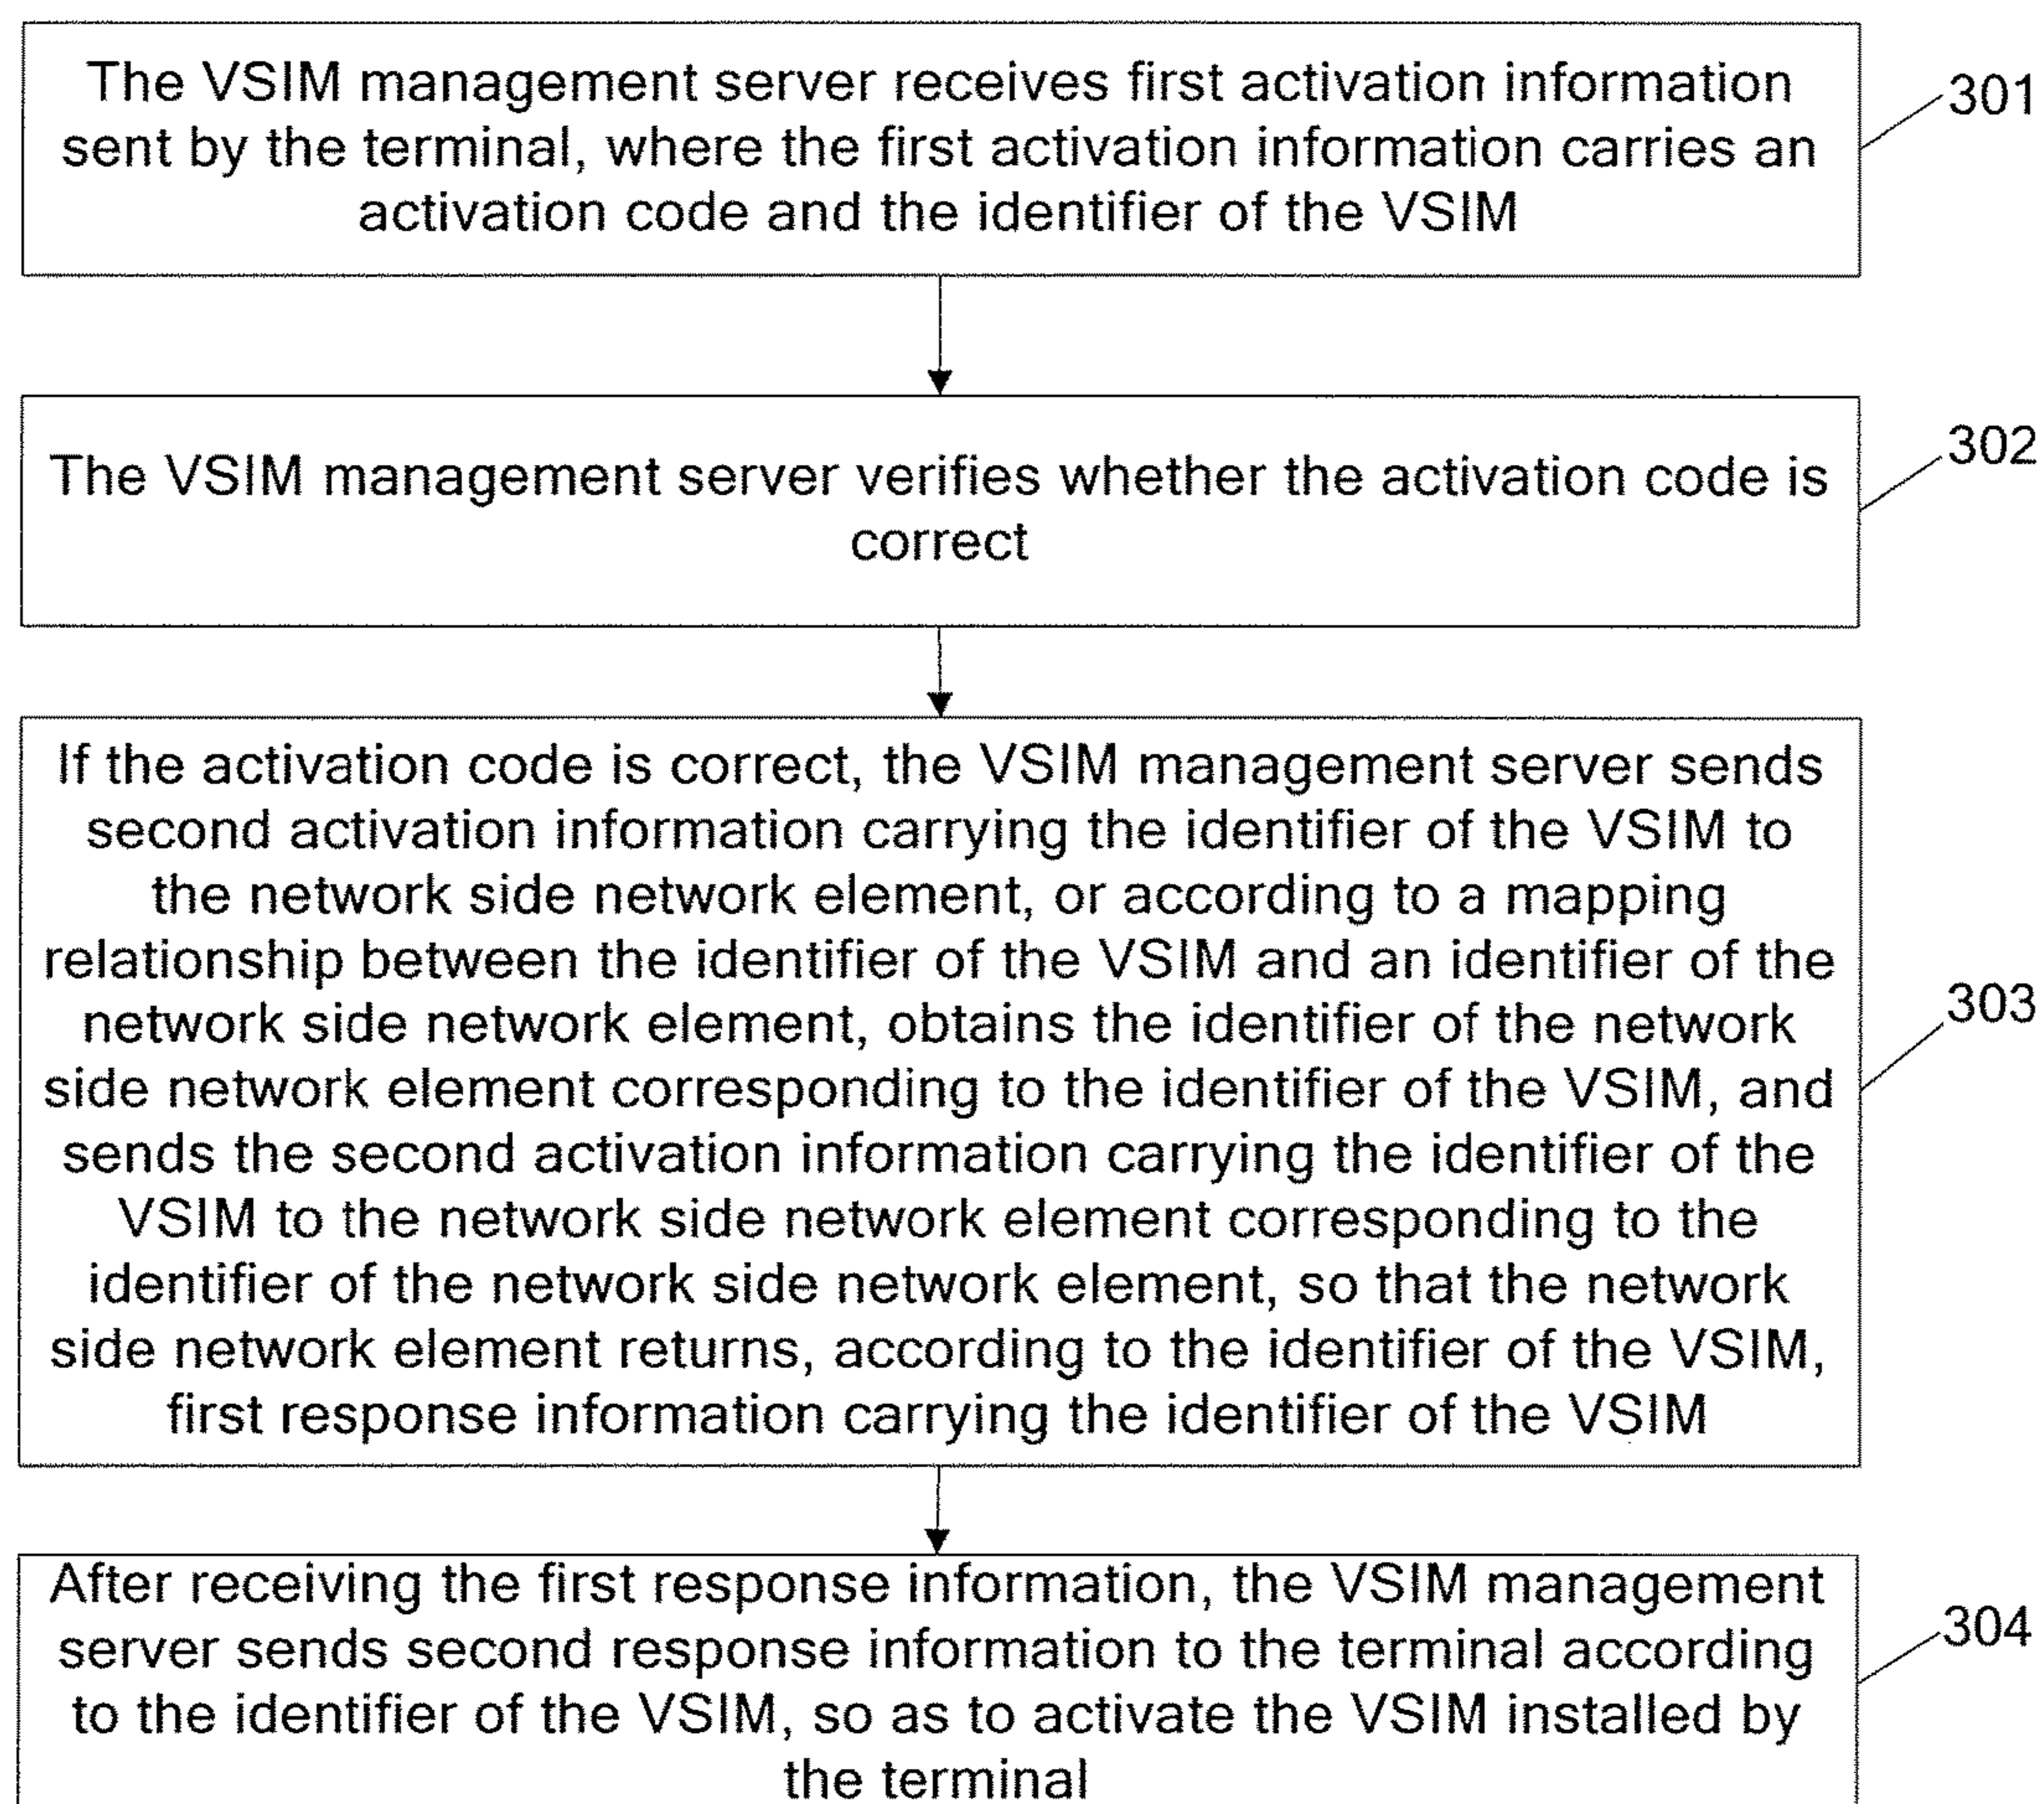 The VSIM management server receives first activation information
sent by the terminal, where the first activation information carries an
activation code and the identifier of the VSIM
301
The VSIM management server verifies whether the activation code is
correct
302
If the activation code is correct, the VSIM management server sends
second activation information carrying the identifier of the VSIM to
the network side network element, or according to a mapping
relationship between the identifier of the VSIM and an identifier of the
network side network element, obtains the identifier of the network
side network element corresponding to the identifier of the VSIM, and
sends the second activation information carrying the identifier of the
VSIM to the network side network element corresponding to the
identifier of the network side network element, so that the network
side network element returns, according to the identifier of the VSIM,
first response information carrying the identifier of the VSIM
303
After receiving the first response information, the VSIM management
server sends second response information to the terminal according
to the identifier of the VSIM, so as to activate the VSIM installed by
the terminal
304